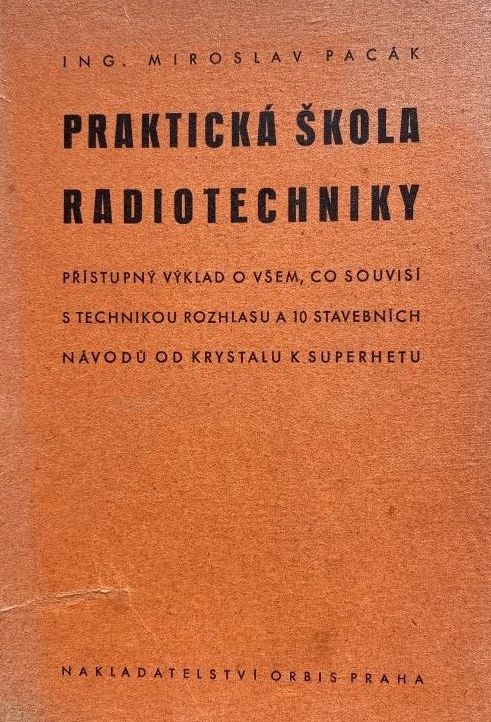 ING. MIROSLAV PACÁK
PRAKTICKÁ ŠKOLA
RADIOTECHNIKY
PŘÍSTUPNÝ VÝKLAD O VŠEM, CO SOUVISÍ
S TECHNIKOU ROZHLASU A 10 STAVEBNÍCH
NÁVODŮ OD KRYSTALU K SUPERHETU
NAKLADATELSTVÍ ORBIS PRAHA